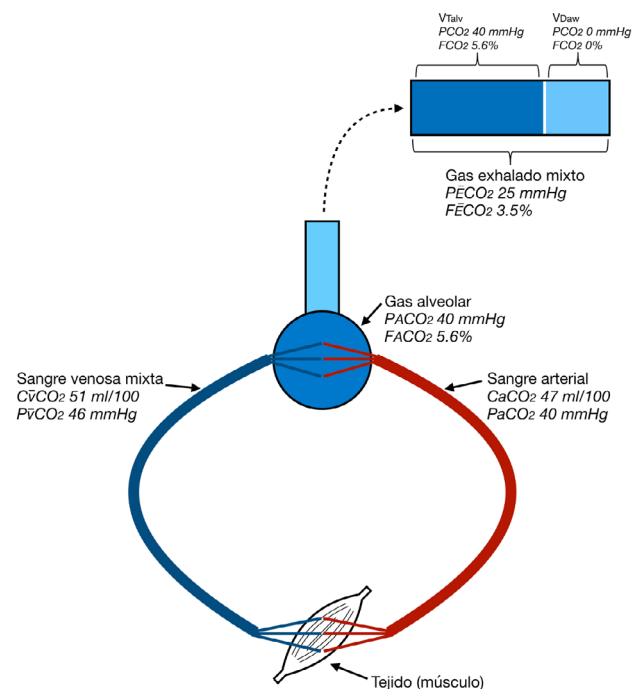 VTalv
PCO2 40 mmHg
FCO2 5.6%
VDaw
PCO2 0 mmHg
FCO2 0%
Gas exhalado mixto
PĒCO2 25 mmHg
FĒCO2 3.5%
Gas alveolar
PACO2 40 mmHg
FACO2 5.6%
Sangre venosa mixta
Cv̄CO2 51 ml/100
Pv̄CO2 46 mmHg
Sangre arterial
CaCO2 47 ml/100
PaCO2 40 mmHg
Tejido (músculo)